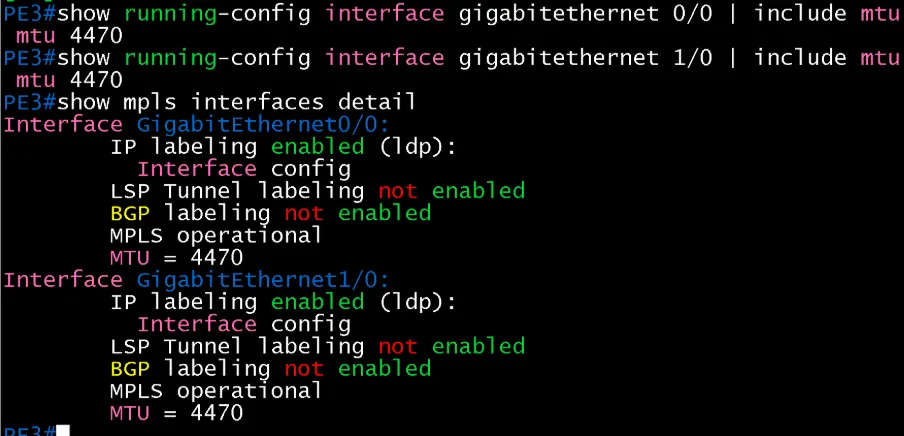 PE3#show running-config interface gigabitethernet 0/0 | include mtu
mtu 4470
PE3#show running-config interface gigabitethernet 1/0 | include mtu
mtu 4470
PE3#show mpls interfaces detail
Interface GigabitEthernet0/0:
IP labeling enabled (ldp):
Interface config
LSP Tunnel labeling not enabled
BGP labeling not enabled
MPLS operational
MTU = 4470
Interface GigabitEthernet1/0:
IP labeling enabled (ldp):
Interface config
LSP Tunnel labeling not enabled
BGP labeling not enabled
MPLS operational
MTU = 4470
PE3#